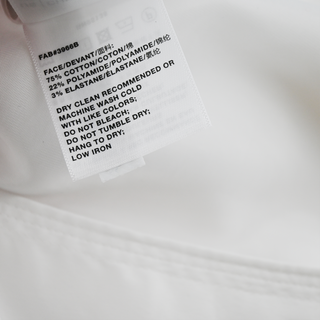 FAB#3966B
FACE/DEVANT/面料:
75% COTTON/COTON/棉
22% POLYAMIDE/POLYAMIDE/锦纶
3% ELASTANE/ÉLASTANE/氨纶
DRY CLEAN RECOMMENDED OR
MACHINE WASH COLD
WITH LIKE COLORS;
DO NOT BLEACH;
DO NOT TUMBLE DRY;
HANG TO DRY;
LOW IRON